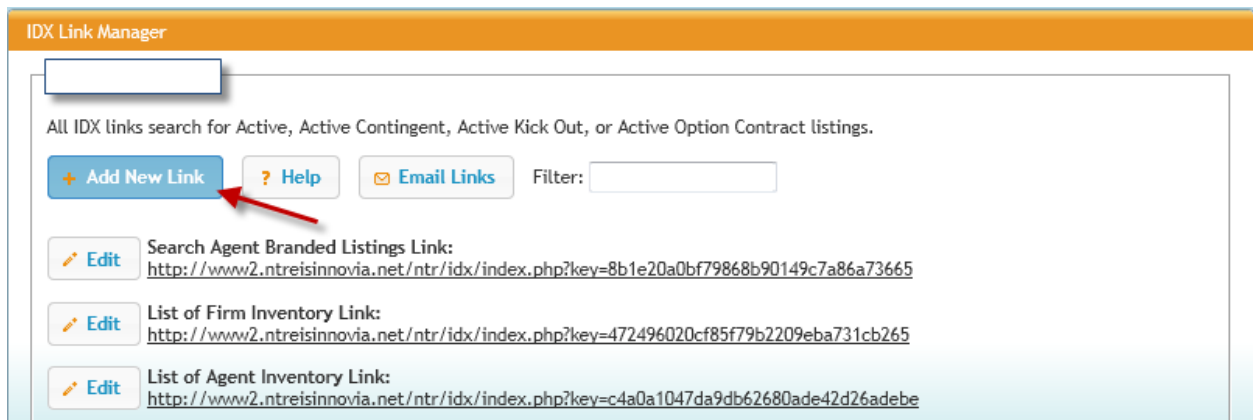 IDX Link Manager
All IDX links search for Active, Active Contingent, Active Kick Out, or Active Option Contract listings.
+ Add New Link ? Help Email Links Filter:
Edit Search Agent Branded Listings Link:
http://www2.ntreisinnovia.net/ntr/idx/index.php?key=8b1e20a0bf79868b90149c7a86a73665
Edit List of Firm Inventory Link:
http://www2.ntreisinnovia.net/ntr/idx/index.php?key=472496020cf85f79b2209eba731cb265
Edit List of Agent Inventory Link:
http://www2.ntreisinnovia.net/ntr/idx/index.php?key=c4a0a1047da9db62680ade42d26adebe